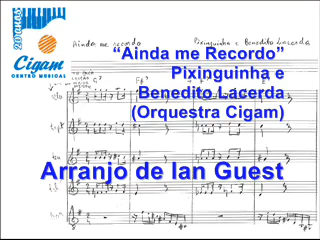 20 anos
Cigam
CENTRO MUSICAL
Ainda me recordo
Pixinguinha e Benedito Lacerda
“Ainda me Recordo”
Pixinguinha e
Benedito Lacerda
(Orquestra Cigam)
Arranjo de Ian Guest